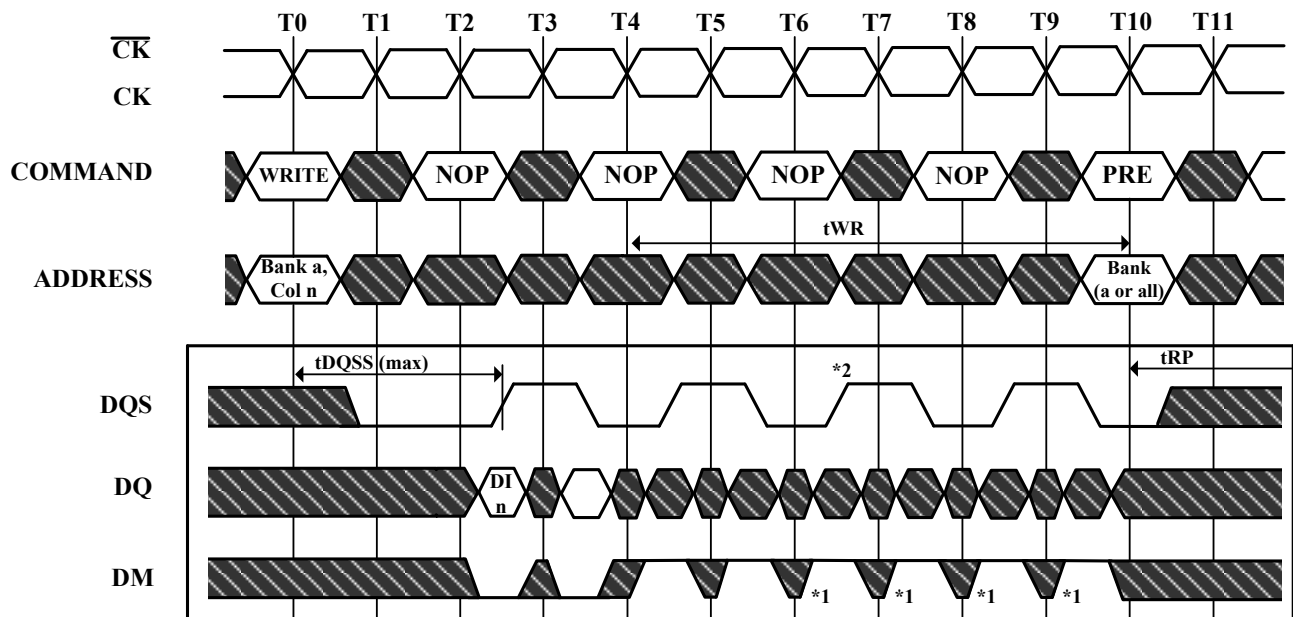 T0 T1 T2 T3 T4 T5 T6 T7 T8 T9 T10 T11
CK
CK
COMMAND WRITE NOP NOP NOP NOP PRE
tWR
ADDRESS Bank a, Col n Bank (a or all)
tDQSS (max) *2 tRP
DQS
DQ DI n
DM *1 *1 *1 *1